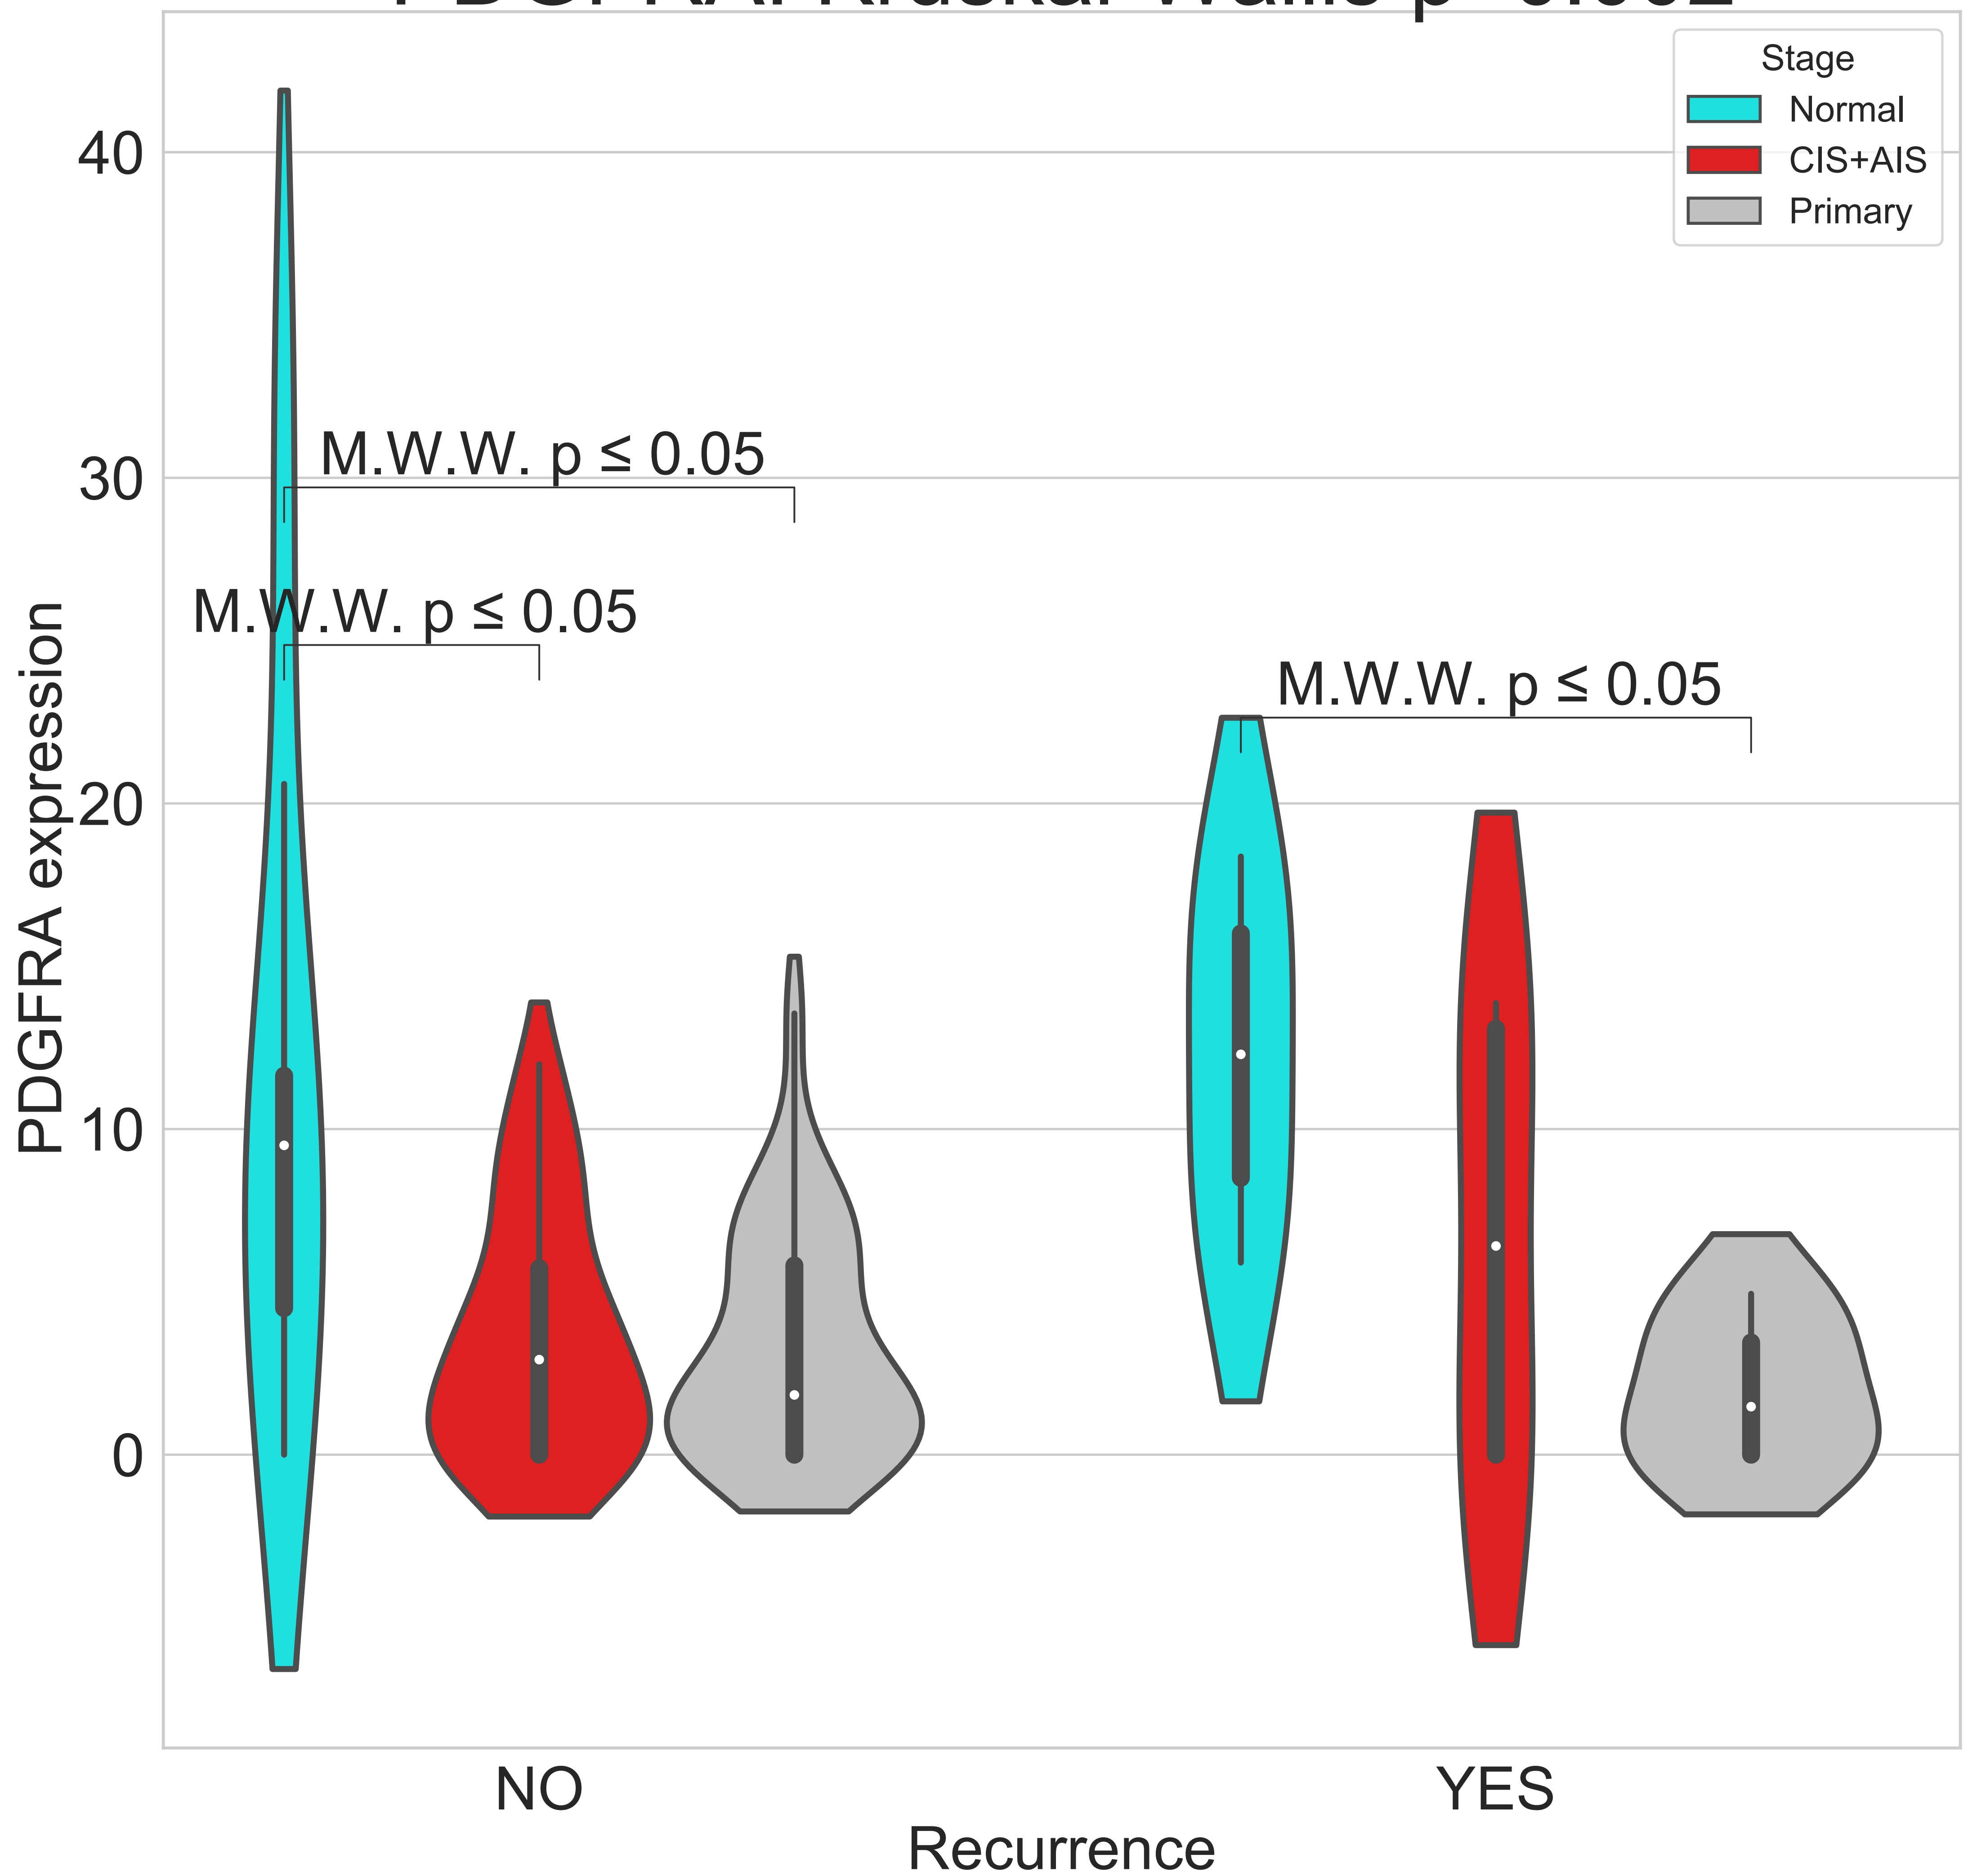 Stage
Normal
CIS+AIS
Primary
40
30
20
10
0
PDGFRA expression
M.W.W. p ≤ 0.05
M.W.W. p ≤ 0.05
M.W.W. p ≤ 0.05
NO
YES
Recurrence